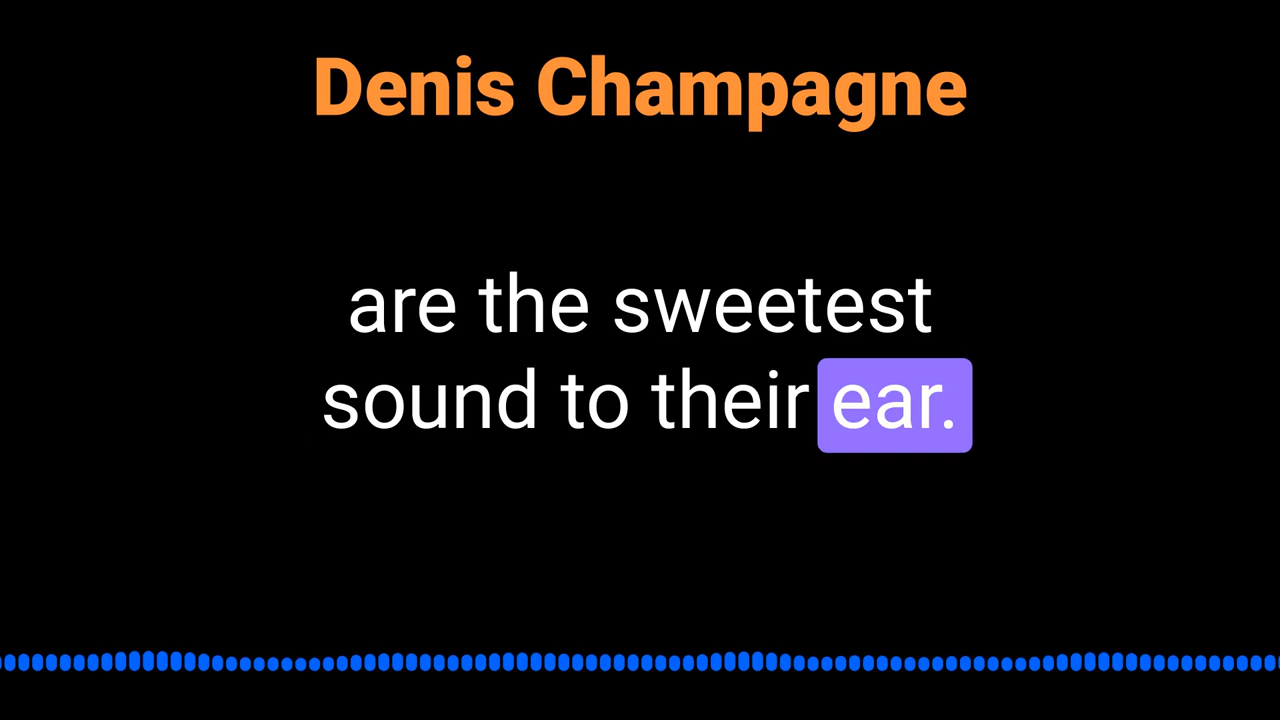 Denis Champagne
are the sweetest
sound to their ear.